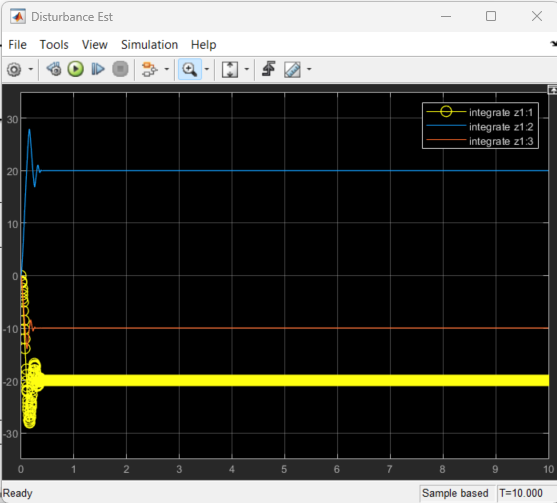 Disturbance Est
File Tools View Simulation Help
integrate z1:1
integrate z1:2
integrate z1:3
30
20
10
0
-10
-20
-30
0 1 2 3 4 5 6 7 8 9 10
Ready Sample based T=10.000